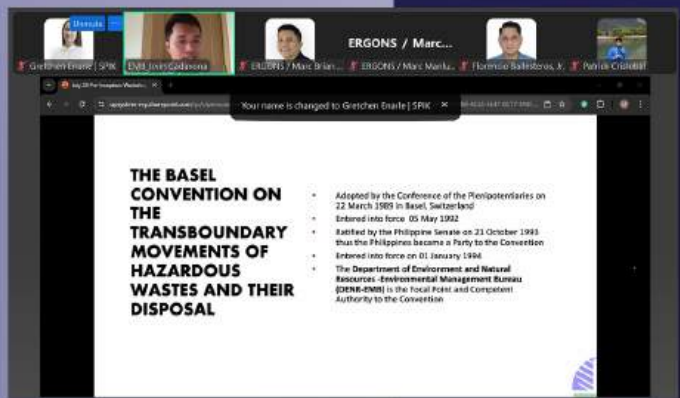 Unmute
Gretchen Enarle | SPIK
EMB_Irvin Cadavona
ERGONS / Marc Brian ...
ERGONS / Marc...
ERGONS / Marc Manlu...
Florencio Ballesteros, Jr.
Patrick Cristobal
Your name is changed to Gretchen Enarle | SPIK
THE BASEL
CONVENTION ON
THE
TRANSBOUNDARY
MOVEMENTS OF
HAZARDOUS
WASTES AND THEIR
DISPOSAL
• Adopted by the Conference of the Plenipotentiaries on
22 March 1989 in Basel, Switzerland
• Entered into force 05 May 1992
• Ratified by the Philippine Senate on 21 October 1993
thus the Philippines became a Party to the Convention
• Entered into force on 01 January 1994
• The Department of Environment and Natural
Resources -Environmental Management Bureau
(DENR-EMB) is the Focal Point and Competent
Authority to the Convention